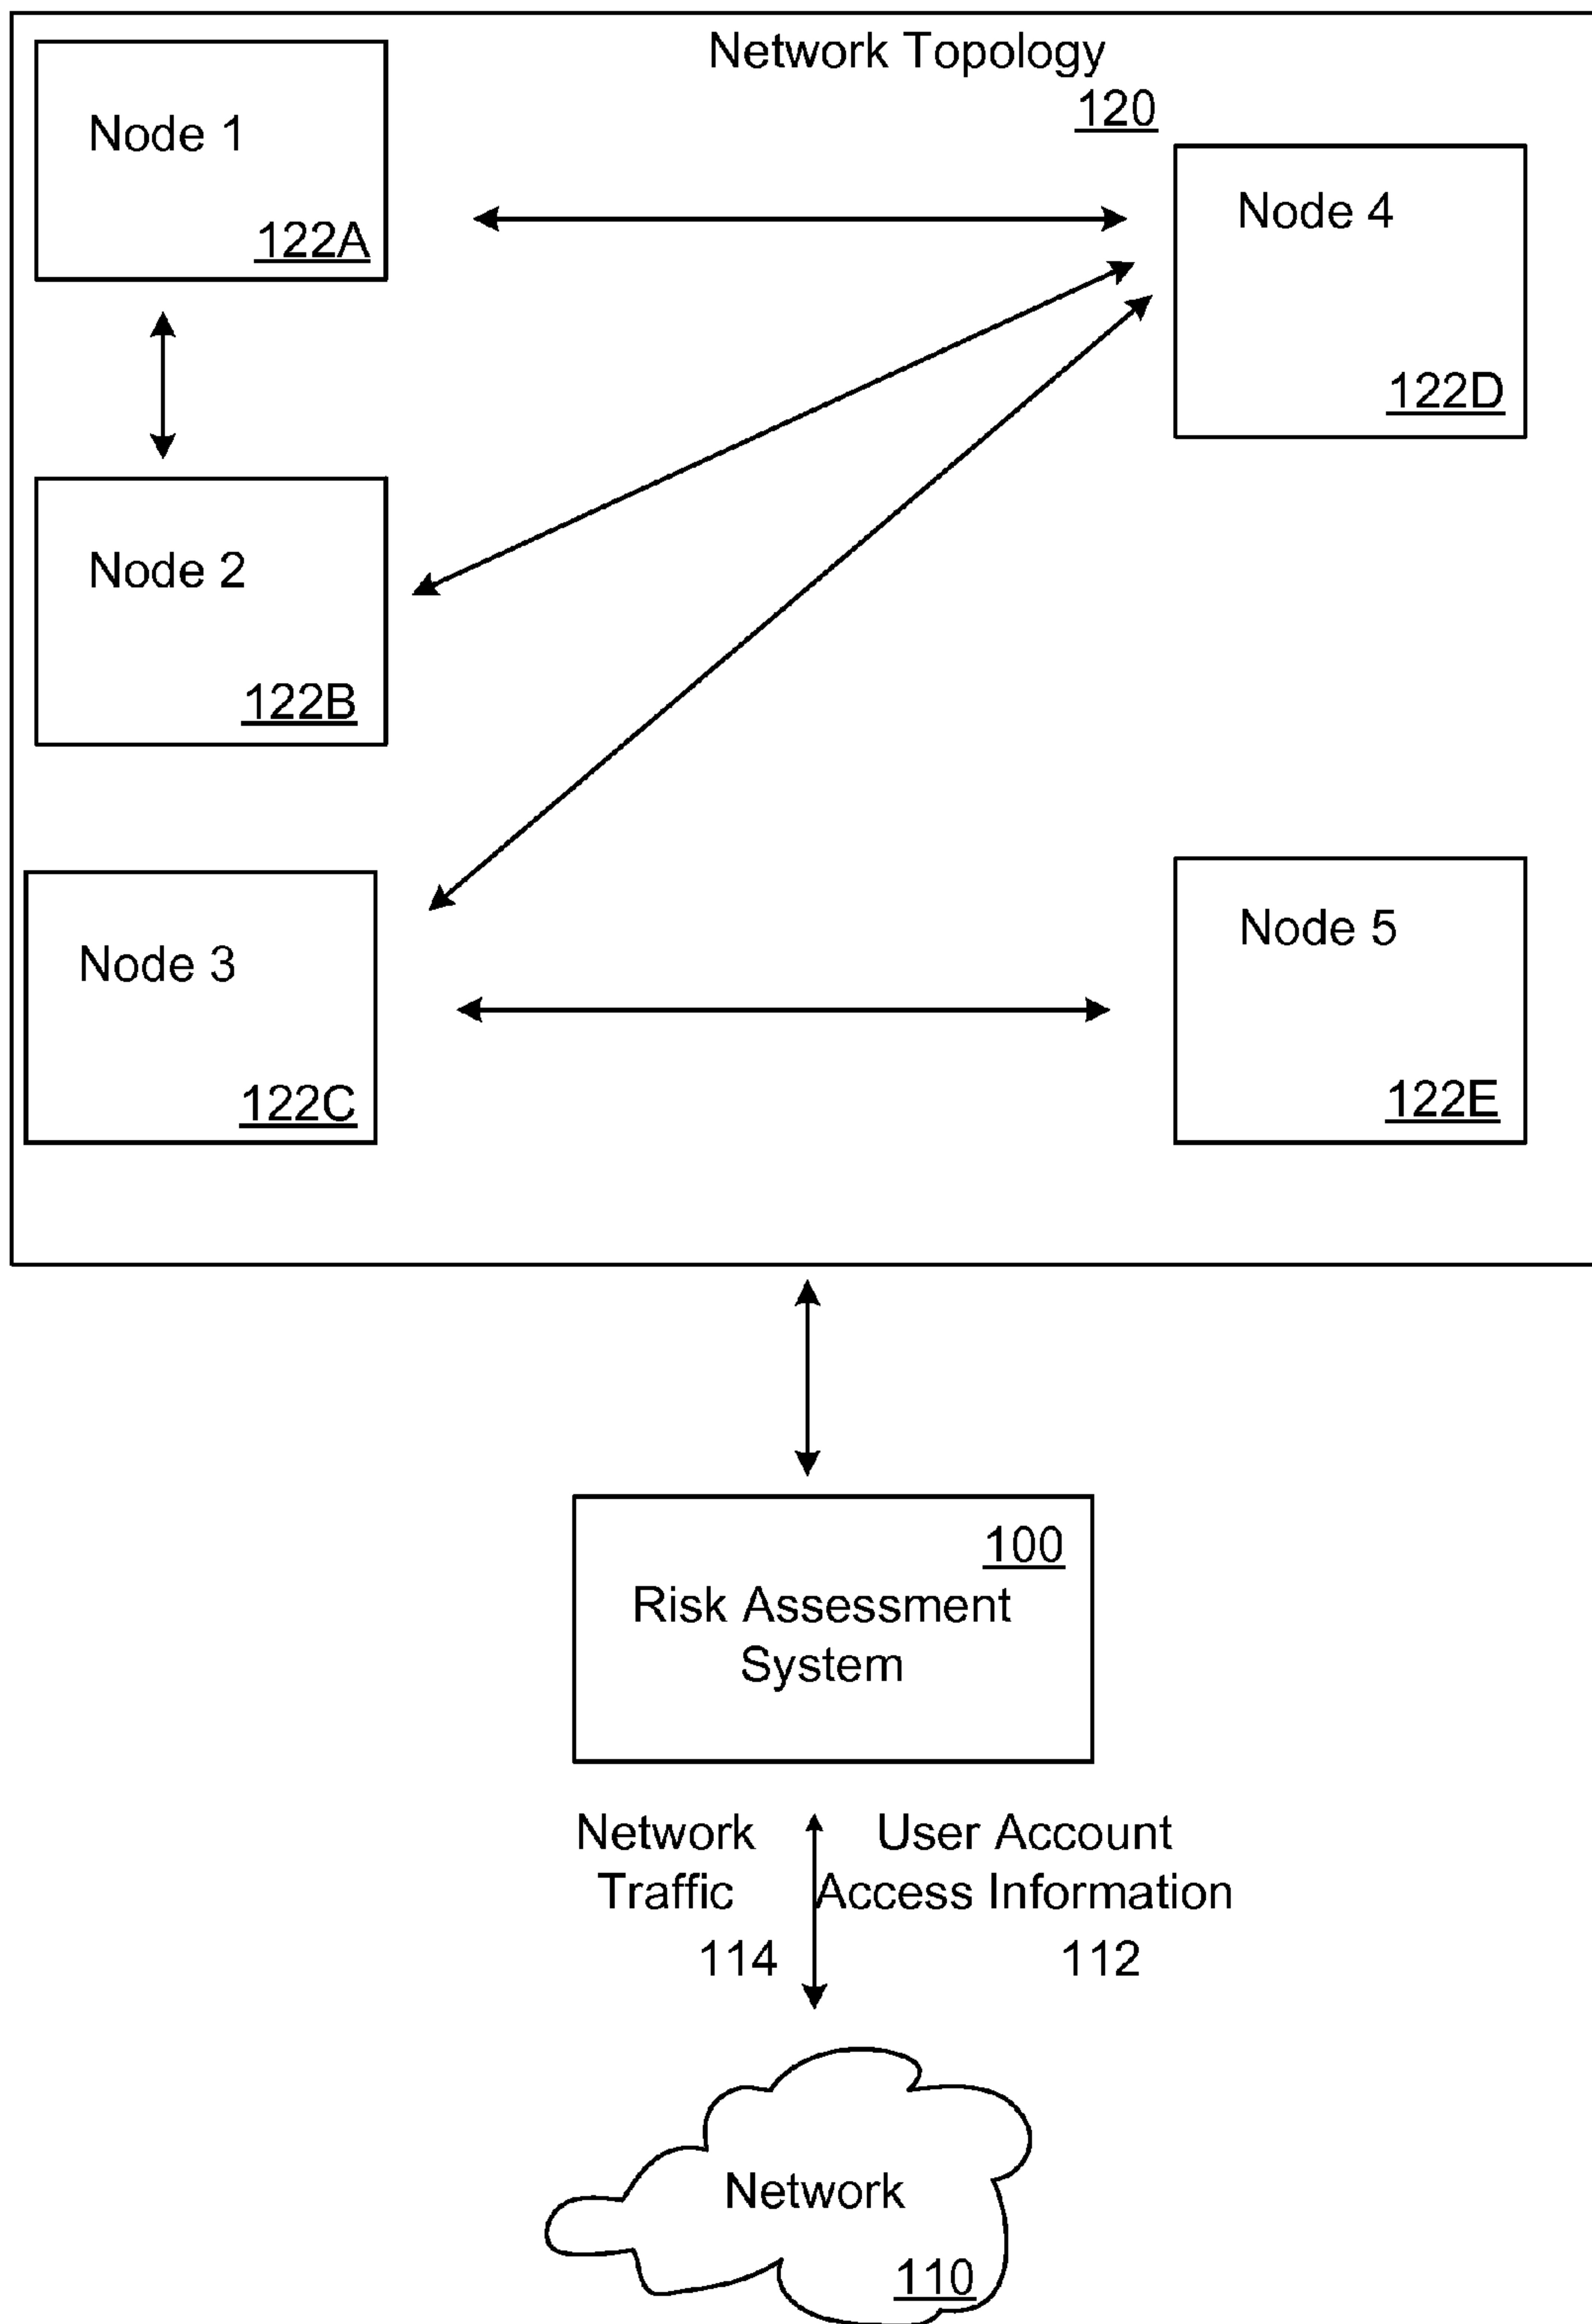 Network Topology
120
Node 1
122A
Node 4
122D
Node 2
122B
Node 3
122C
Node 5
122E
100
Risk Assessment
System
Network
Traffic
114
User Account
Access Information
112
Network
110